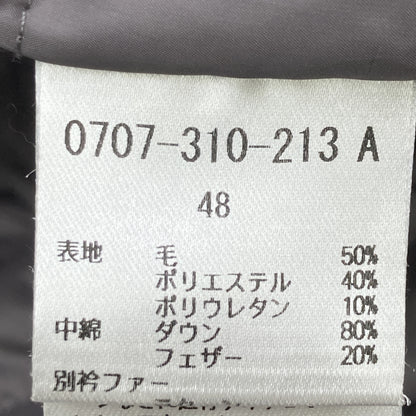 0707-310-213 A
48
表地 毛 50%
ポリエステル 40%
ポリウレタン 10%
中綿 ダウン 80%
フェザー 20%
別衿ファー